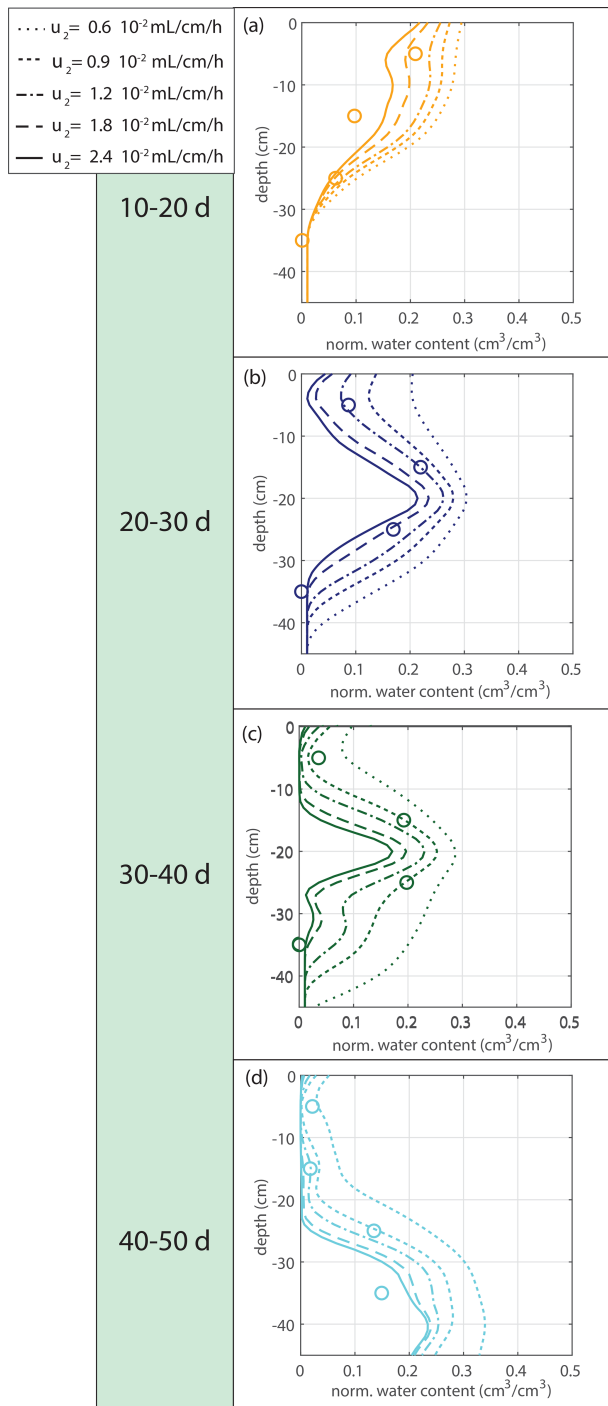 u₂= 0.6 10⁻² mL/cm/h
u₂= 0.9 10⁻² mL/cm/h
u₂= 1.2 10⁻² mL/cm/h
u₂= 1.8 10⁻² mL/cm/h
u₂= 2.4 10⁻² mL/cm/h
10-20 d
(a)
0
-10
-20
-30
-40
depth (cm)
0 0.1 0.2 0.3 0.4 0.5
norm. water content (cm³/cm³)
20-30 d
(b)
0
-10
-20
-30
-40
depth (cm)
0 0.1 0.2 0.3 0.4 0.5
norm. water content (cm³/cm³)
30-40 d
(c)
0
-10
-20
-30
-40
depth (cm)
0 0.1 0.2 0.3 0.4 0.5
norm. water content (cm³/cm³)
40-50 d
(d)
0
-10
-20
-30
-40
depth (cm)
0 0.1 0.2 0.3 0.4 0.5
norm. water content (cm³/cm³)